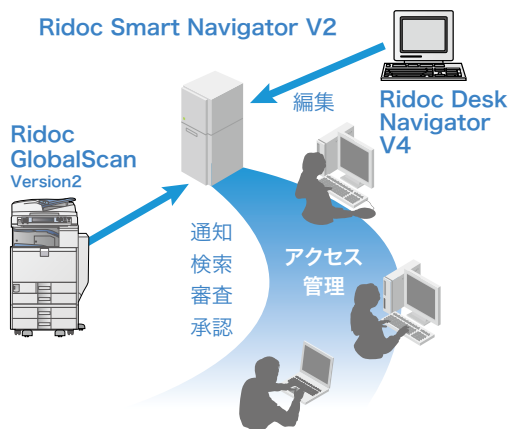 Ridoc Smart Navigator V2
編集
Ridoc Desk
Navigator
V4
Ridoc
GlobalScan
Version2
通知
検索
審査
承認
アクセス
管理